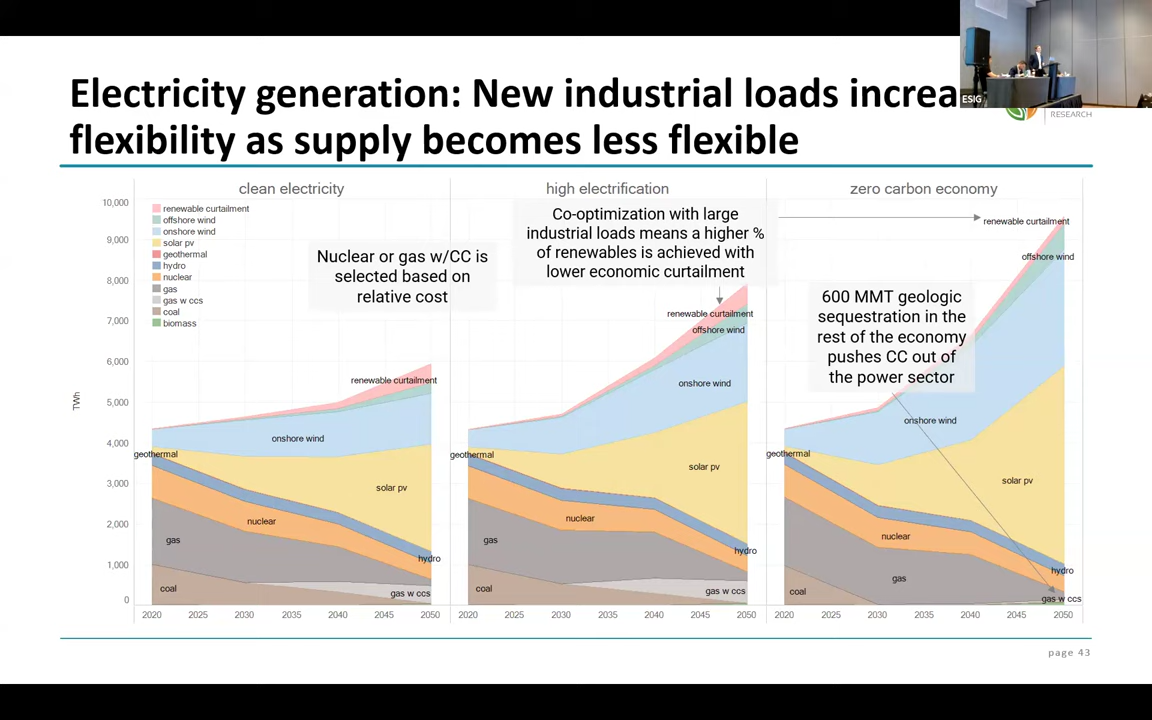 Electricity generation: New industrial loads increa
flexibility as supply becomes less flexible
ESIG
RESEARCH
clean electricity
high electrification
zero carbon economy
10,000
9,000
8,000
7,000
6,000
5,000
4,000
3,000
2,000
1,000
0
TWh
renewable curtailment
offshore wind
onshore wind
solar pv
geothermal
hydro
nuclear
gas
gas w ccs
coal
biomass
Nuclear or gas w/CC is
selected based on
relative cost
renewable curtailment
onshore wind
geothermal
solar pv
nuclear
gas
hydro
coal
gas w ccs
2020 2025 2030 2035 2040 2045 2050
Co-optimization with large
industrial loads means a higher %
of renewables is achieved with
lower economic curtailment
renewable curtailment
offshore wind
onshore wind
geothermal
solar pv
nuclear
gas
hydro
coal
gas w ccs
2020 2025 2030 2035 2040 2045 2050
renewable curtailment
offshore wind
600 MMT geologic
sequestration in the
rest of the economy
pushes CC out of
the power sector
onshore wind
geothermal
solar pv
nuclear
gas
hydro
coal
gas w ccs
2020 2025 2030 2035 2040 2045 2050
page 43